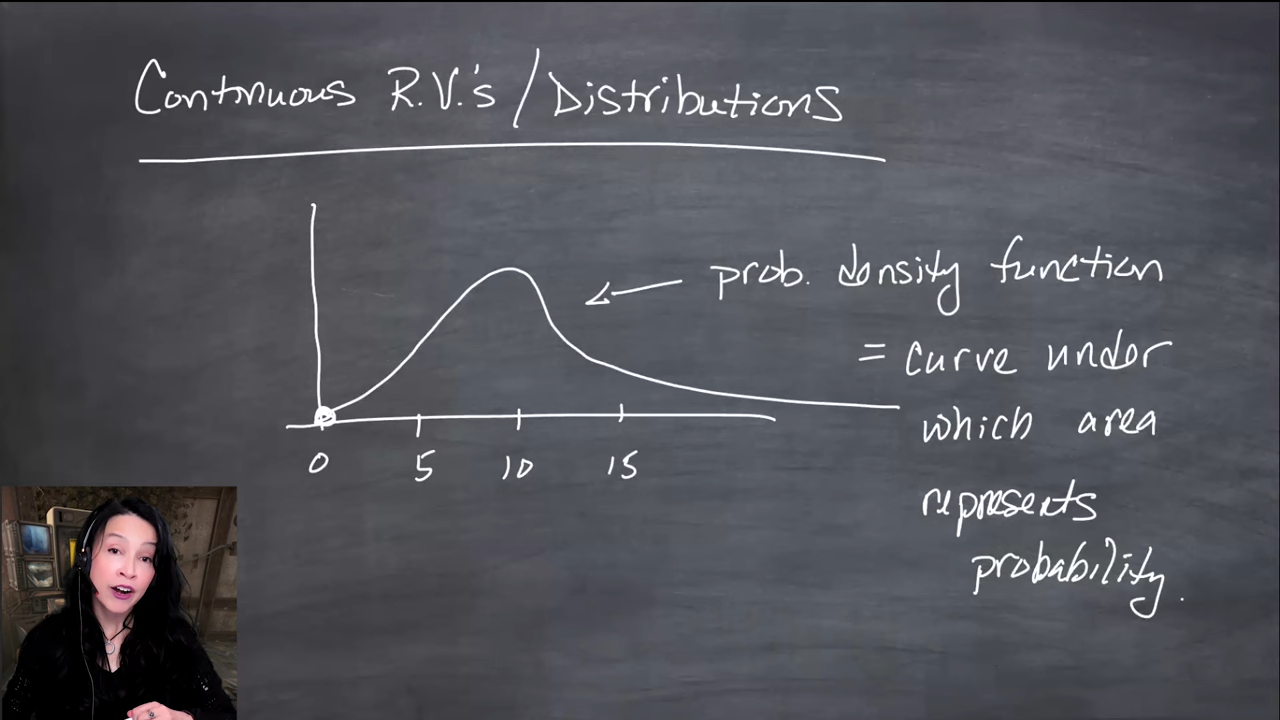 Continuous R.V.'s / Distributions
prob. density function
= curve under
which area
represents
probability.
0 5 10 15